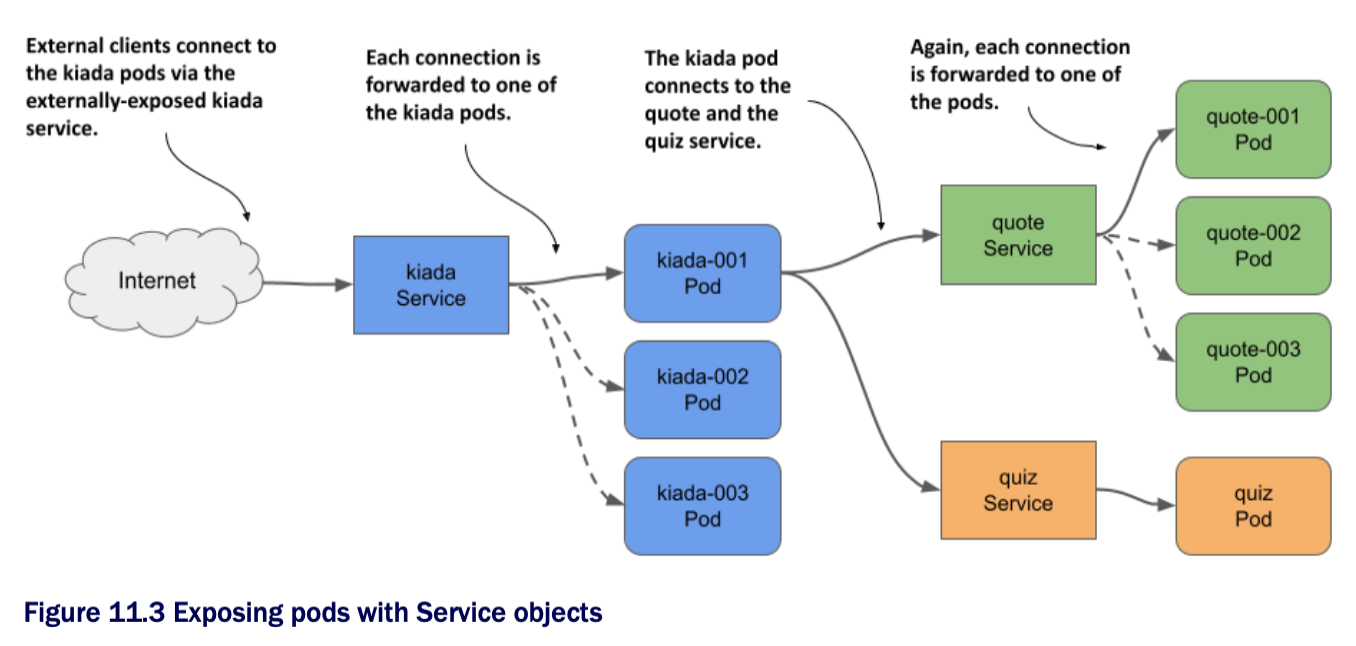 External clients connect to
the kiada pods via the
externally-exposed kiada
service.
Each connection is
forwarded to one of
the kiada pods.
The kiada pod
connects to the
quote and the
quiz service.
Again, each connection
is forwarded to one of
the pods.
Internet
kiada
Service
kiada-001
Pod
kiada-002
Pod
kiada-003
Pod
quote
Service
quiz
Service
quote-001
Pod
quote-002
Pod
quote-003
Pod
quiz
Pod
Figure 11.3 Exposing pods with Service objects